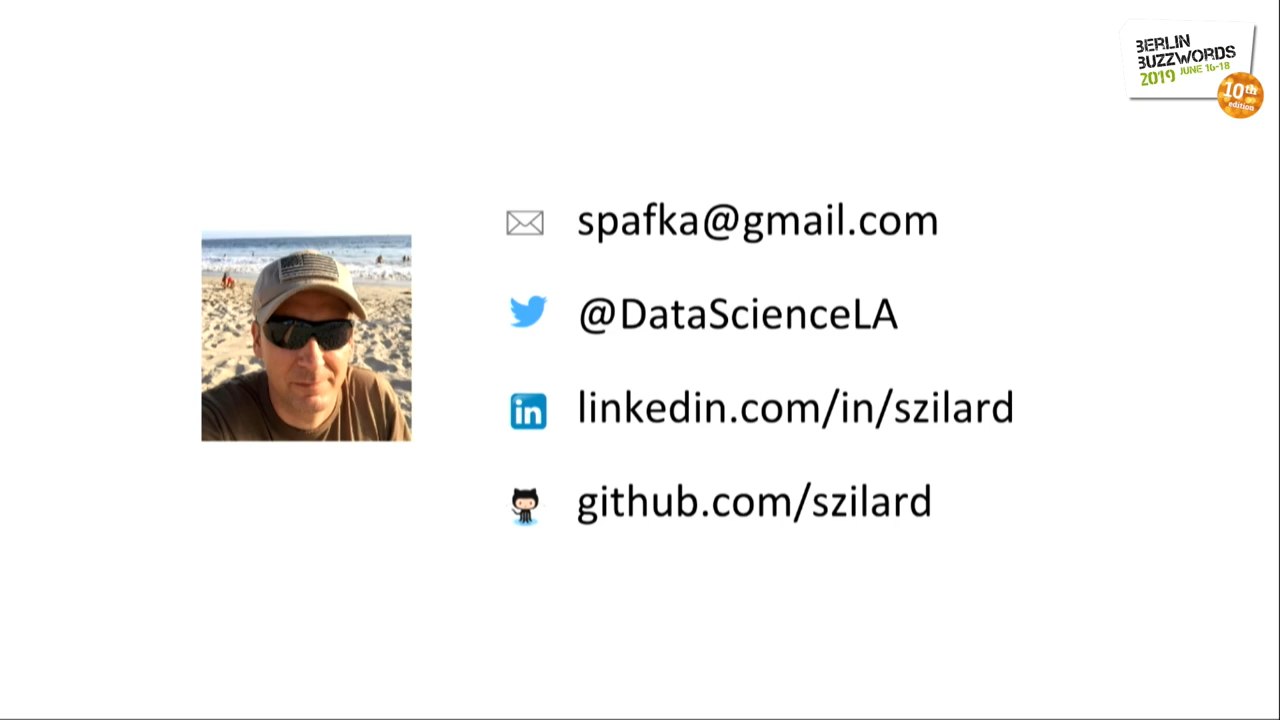 BERLIN
BUZZWORDS
2019 JUNE 16-18
10th
edition
spafka@gmail.com
@DataScienceLA
in linkedin.com/in/szilard
github.com/szilard